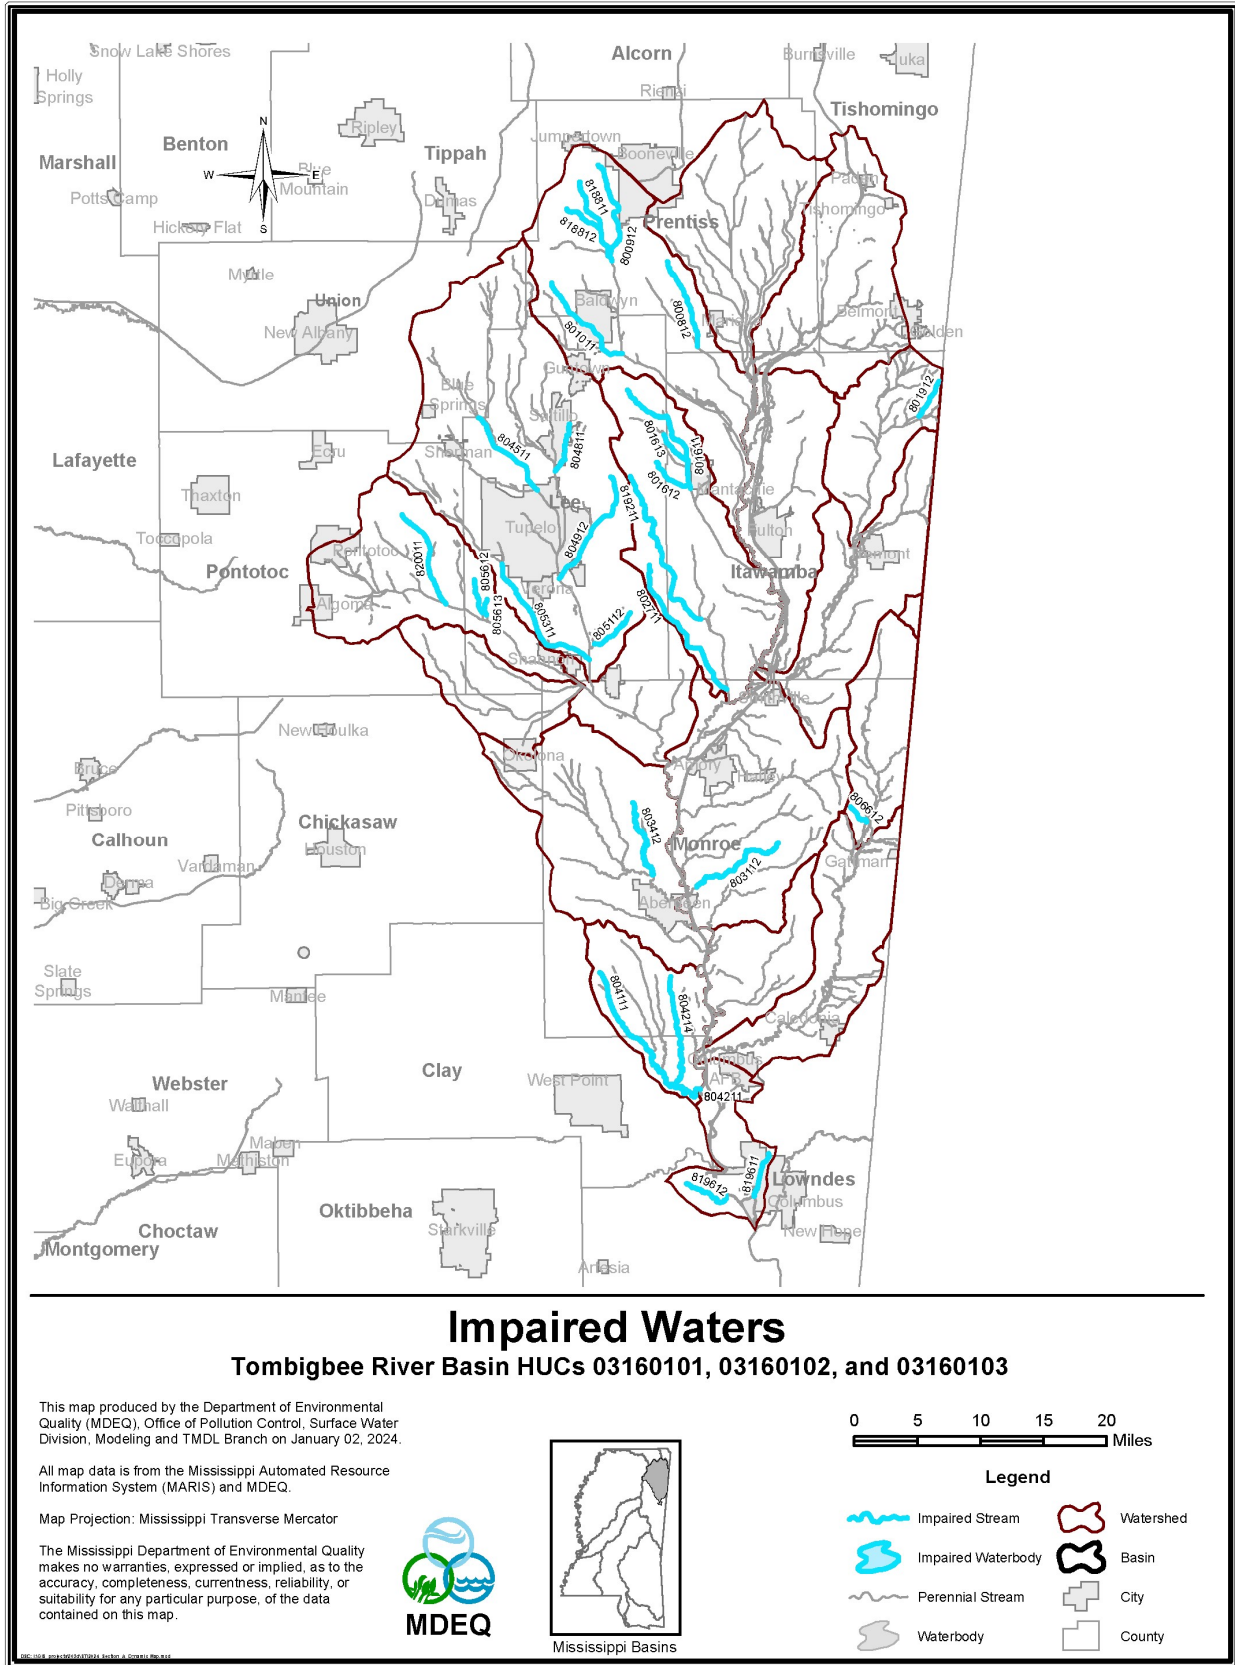 Snow Lake Shores
Alcorn
Burnsville
uka
Holly
Springs
Rienzi
Tishomingo
Ripley
Benton
Jumpertown
Booneville
Marshall
Tippah
N
W
E
S
Blue
Mountain
Paden
Potts Camp
Dumas
Tishomingo
Hickory Flat
Prentiss
818811
818812
800912
Myrtle
Union
Baldwyn
New Albany
801011
800812
Marietta
Belmont
Golden
Guntown
Blue
Springs
Saltillo
801912
Lafayette
Ecru
Sherman
804511
804811
801613
801611
801612
Mantachie
Thaxton
Lee
819211
Tupelo
Fulton
Toccopola
Pontotoc
804912
Tremont
Pontotoc
820011
805612
Itawamba
Verona
Algoma
805613
805311
805112
802711
Shannon
Smithville
New Houlka
Okolona
Amory
Hatley
Bruce
Pittsboro
Calhoun
Chickasaw
Houston
803412
Monroe
806612
Vardaman
Gattman
Derma
803112
Big Creek
Aberdeen
Slate
Springs
Mantee
804111
804214
Caledonia
Columbus
AFB
Clay
West Point
804211
Webster
Walthall
Maben
Eupora
Mathiston
819612
819611
Lowndes
Columbus
Oktibbeha
Choctaw
Starkville
New Hope
Montgomery
Artesia
Impaired Waters
Tombigbee River Basin HUCs 03160101, 03160102, and 03160103
This map produced by the Department of Environmental
Quality (MDEQ), Office of Pollution Control, Surface Water
Division, Modeling and TMDL Branch on January 02, 2024.
All map data is from the Mississippi Automated Resource
Information System (MARIS) and MDEQ.
Map Projection: Mississippi Transverse Mercator
The Mississippi Department of Environmental Quality
makes no warranties, expressed or implied, as to the
accuracy, completeness, currentness, reliability, or
suitability for any particular purpose, of the data
contained on this map.
MDEQ
Mississippi Basins
0 5 10 15 20
Miles
Legend
Impaired Stream
Watershed
Impaired Waterbody
Basin
Perennial Stream
City
Waterbody
County